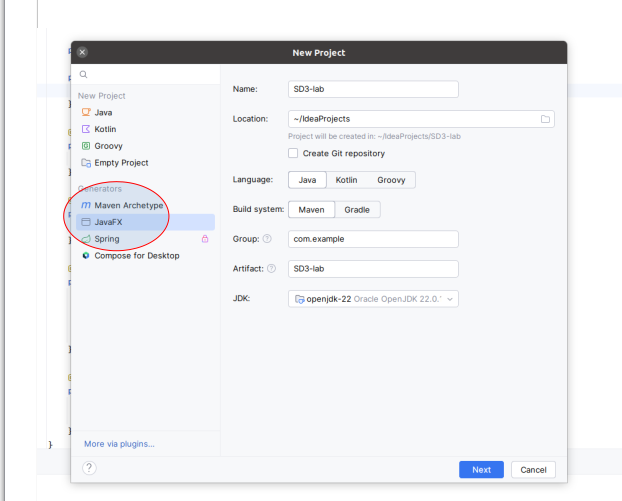 New Project
Name:
SD3-lab
New Project
Java
Location:
~/IdeaProjects
Project will be created in: ~/IdeaProjects/SD3-lab
Kotlin
Groovy
Create Git repository
Empty Project
Language:
Java Kotlin Groovy
Generators
Maven Archetype
Build system:
Maven Gradle
JavaFX
Spring
Group:
com.example
Compose for Desktop
Artifact:
SD3-lab
JDK:
openjdk-22 Oracle OpenJDK 22.0.
More via plugins...
}
?
Next Cancel